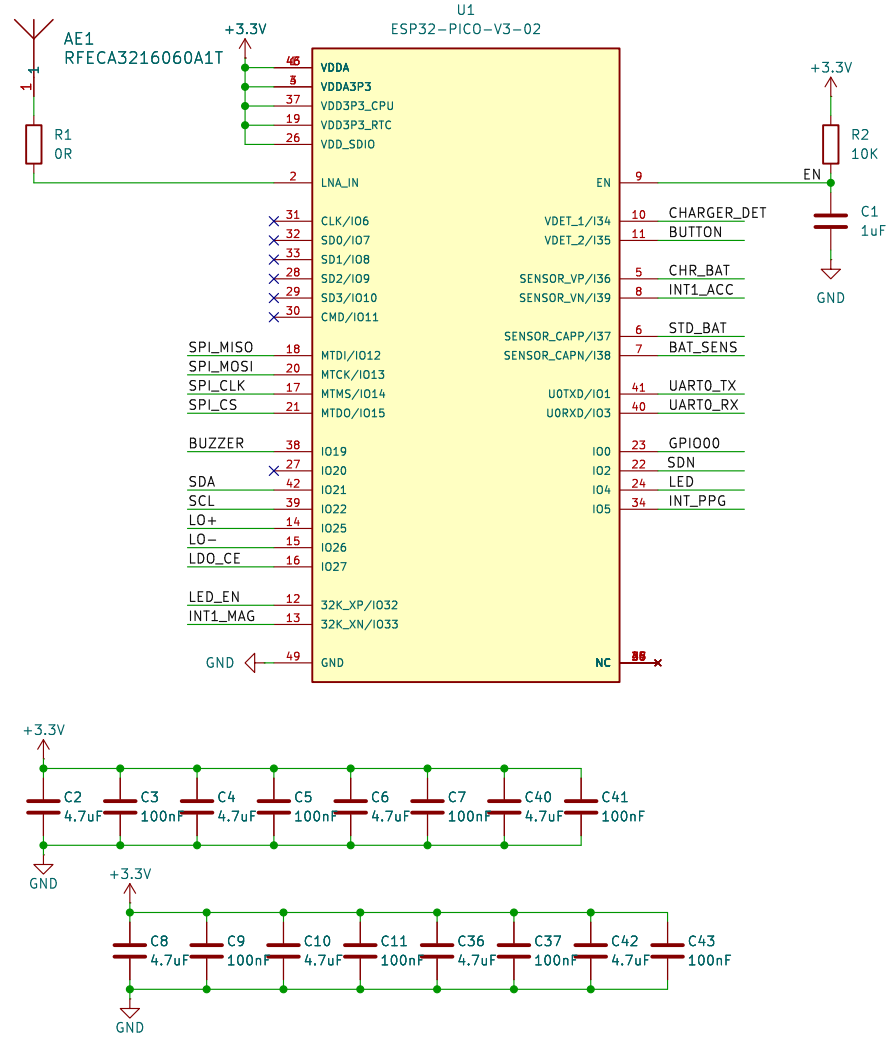 U1
ESP32-PICO-V3-02
AE1
RFECA3216060A1T
1
1
R1
0R
+3.3V
VDDA
VDDA3P3
37 VDD3P3_CPU
19 VDD3P3_RTC
26 VDD_SDIO
2 LNA_IN
31 CLK/IO6
32 SD0/IO7
33 SD1/IO8
28 SD2/IO9
29 SD3/IO10
30 CMD/IO11
SPI_MISO 18 MTDI/IO12
SPI_MOSI 20 MTCK/IO13
SPI_CLK 17 MTMS/IO14
SPI_CS 21 MTDO/IO15
BUZZER 38 IO19
27 IO20
SDA 42 IO21
SCL 39 IO22
LO+ 14 IO25
LO- 15 IO26
LDO_CE 16 IO27
LED_EN 12 32K_XP/IO32
INT1_MAG 13 32K_XN/IO33
GND 49 GND
EN 9 EN
VDET_1/I34 10 CHARGER_DET
VDET_2/I35 11 BUTTON
SENSOR_VP/I36 5 CHR_BAT
SENSOR_VN/I39 8 INT1_ACC
SENSOR_CAPP/I37 6 STD_BAT
SENSOR_CAPN/I38 7 BAT_SENS
U0TXD/IO1 41 UART0_TX
U0RXD/IO3 40 UART0_RX
IO0 23 GPIO00
IO2 22 SDN
IO4 24 LED
IO5 34 INT_PPG
NC
+3.3V
R2
10K
C1
1uF
GND
+3.3V
C2 C3 C4 C5 C6 C7 C40 C41
4.7uF 100nF 4.7uF 100nF 4.7uF 100nF 4.7uF 100nF
GND
+3.3V
C8 C9 C10 C11 C36 C37 C42 C43
4.7uF 100nF 4.7uF 100nF 4.7uF 100nF 4.7uF 100nF
GND